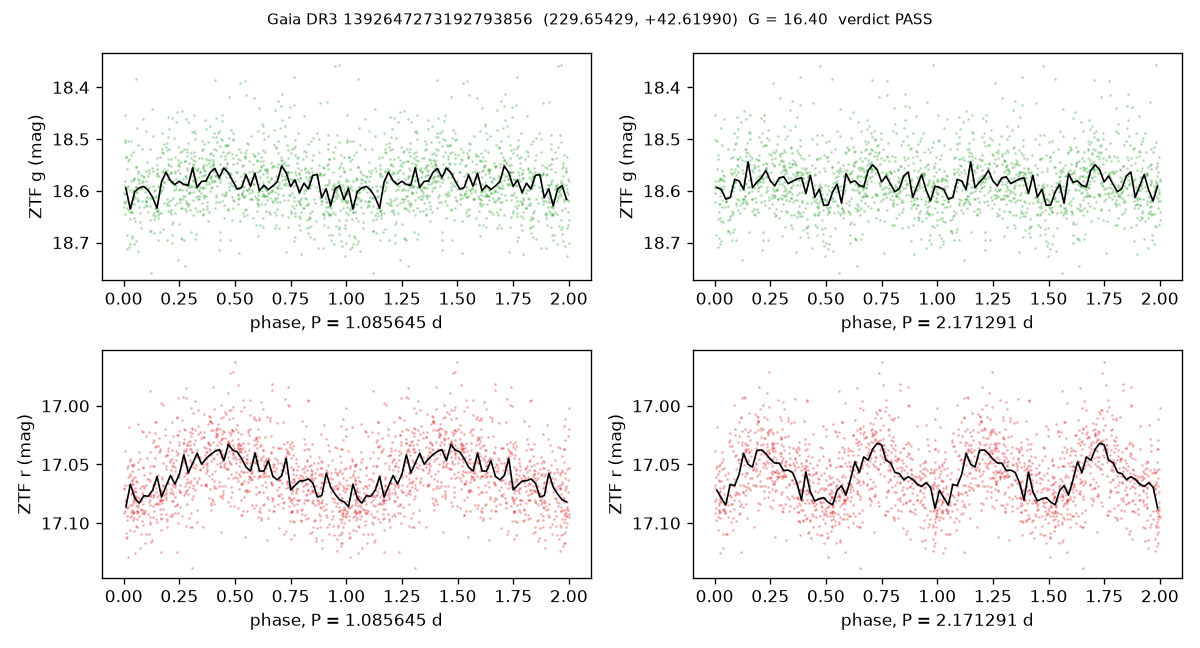 Gaia DR3 1392647273192793856 (229.65429, +42.61990) G = 16.40 verdict PASS
ZTF g (mag)
18.4
18.5
18.6
18.7
0.00 0.25 0.50 0.75 1.00 1.25 1.50 1.75 2.00
phase, P = 1.085645 d
ZTF g (mag)
18.4
18.5
18.6
18.7
0.00 0.25 0.50 0.75 1.00 1.25 1.50 1.75 2.00
phase, P = 2.171291 d
ZTF r (mag)
17.00
17.05
17.10
0.00 0.25 0.50 0.75 1.00 1.25 1.50 1.75 2.00
phase, P = 1.085645 d
ZTF r (mag)
17.00
17.05
17.10
0.00 0.25 0.50 0.75 1.00 1.25 1.50 1.75 2.00
phase, P = 2.171291 d